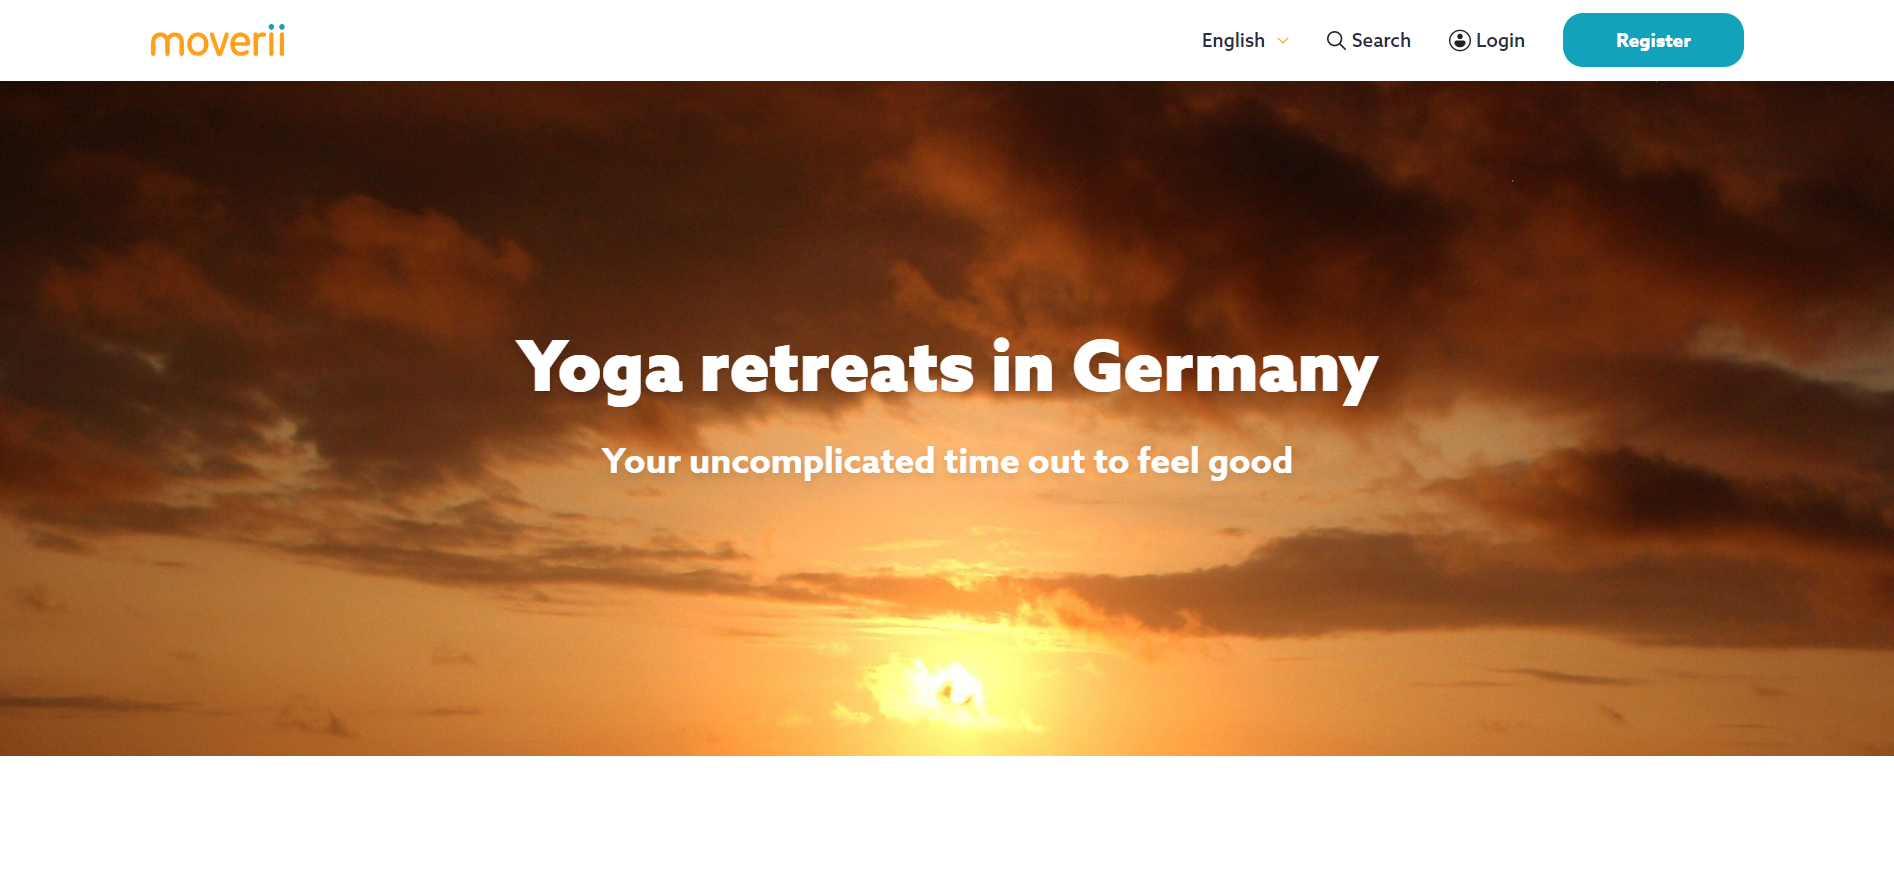 moverii
English
Search
Login
Register
Yoga retreats in Germany
Your uncomplicated time out to feel good